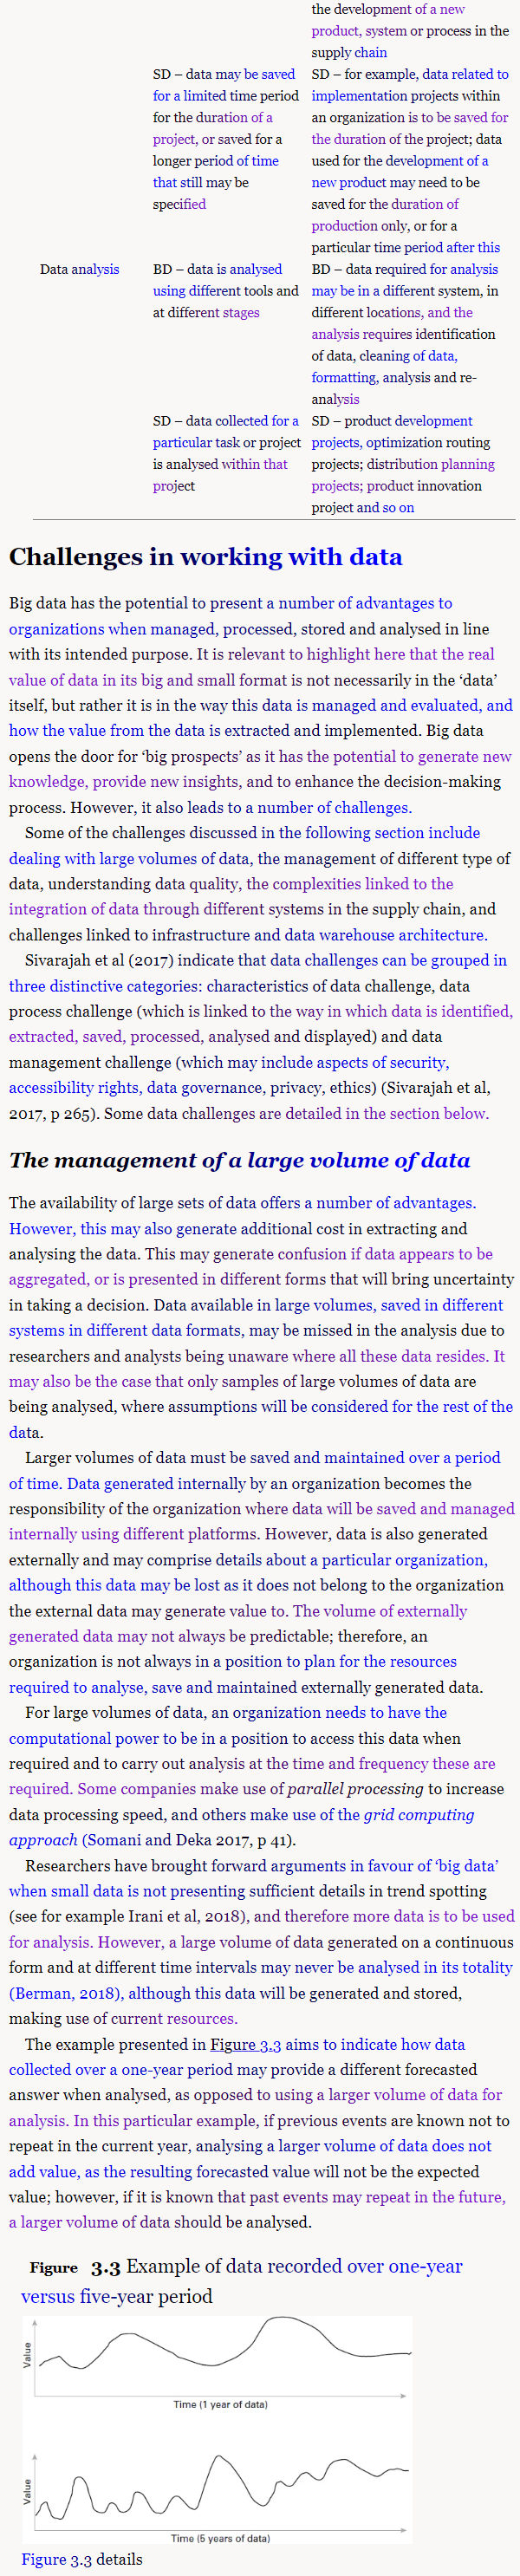 the development of a new
product, system or process in the
supply chain
SD – data may be saved
for a limited time period
for the duration of a
project, or saved for a
longer period of time
that still may be
specified
SD – for example, data related to
implementation projects within
an organization is to be saved for
the duration of the project; data
used for the development of a
new product may need to be
saved for the duration of
production only, or for a
particular time period after this
Data analysis
BD – data is analysed
using different tools and
at different stages
BD – data required for analysis
may be in a different system, in
different locations, and the
analysis requires identification
of data, cleaning of data,
formatting, analysis and re-
analysis
SD – data collected for a
particular task or project
is analysed within that
project
SD – product development
projects, optimization routing
projects; distribution planning
projects; product innovation
project and so on
Challenges in working with data
Big data has the potential to present a number of advantages to
organizations when managed, processed, stored and analysed in line
with its intended purpose. It is relevant to highlight here that the real
value of data in its big and small format is not necessarily in the ‘data’
itself, but rather it is in the way this data is managed and evaluated, and
how the value from the data is extracted and implemented. Big data
opens the door for ‘big prospects’ as it has the potential to generate new
knowledge, provide new insights, and to enhance the decision-making
process. However, it also leads to a number of challenges.
Some of the challenges discussed in the following section include
dealing with large volumes of data, the management of different type of
data, understanding data quality, the complexities linked to the
integration of data through different systems in the supply chain, and
challenges linked to infrastructure and data warehouse architecture.
Sivarajah et al (2017) indicate that data challenges can be grouped in
three distinctive categories: characteristics of data challenge, data
process challenge (which is linked to the way in which data is identified,
extracted, saved, processed, analysed and displayed) and data
management challenge (which may include aspects of security,
accessibility rights, data governance, privacy, ethics) (Sivarajah et al,
2017, p 265). Some data challenges are detailed in the section below.
The management of a large volume of data
The availability of large sets of data offers a number of advantages.
However, this may also generate additional cost in extracting and
analysing the data. This may generate confusion if data appears to be
aggregated, or is presented in different forms that will bring uncertainty
in taking a decision. Data available in large volumes, saved in different
systems in different data formats, may be missed in the analysis due to
researchers and analysts being unaware where all these data resides. It
may also be the case that only samples of large volumes of data are
being analysed, where assumptions will be considered for the rest of the
data.
Larger volumes of data must be saved and maintained over a period
of time. Data generated internally by an organization becomes the
responsibility of the organization where data will be saved and managed
internally using different platforms. However, data is also generated
externally and may comprise details about a particular organization,
although this data may be lost as it does not belong to the organization
the external data may generate value to. The volume of externally
generated data may not always be predictable; therefore, an
organization is not always in a position to plan for the resources
required to analyse, save and maintained externally generated data.
For large volumes of data, an organization needs to have the
computational power to be in a position to access this data when
required and to carry out analysis at the time and frequency these are
required. Some companies make use of parallel processing to increase
data processing speed, and others make use of the grid computing
approach (Somani and Deka 2017, p 41).
Researchers have brought forward arguments in favour of ‘big data’
when small data is not presenting sufficient details in trend spotting
(see for example Irani et al, 2018), and therefore more data is to be used
for analysis. However, a large volume of data generated on a continuous
form and at different time intervals may never be analysed in its totality
(Berman, 2018), although this data will be generated and stored,
making use of current resources.
The example presented in Figure 3.3 aims to indicate how data
collected over a one-year period may provide a different forecasted
answer when analysed, as opposed to using a larger volume of data for
analysis. In this particular example, if previous events are known not to
repeat in the current year, analysing a larger volume of data does not
add value, as the resulting forecasted value will not be the expected
value; however, if it is known that past events may repeat in the future,
a larger volume of data should be analysed.
Figure 3.3 Example of data recorded over one-year
versus five-year period
Value
Time (1 year of data)
Value
Time (5 years of data)
Figure 3.3 details